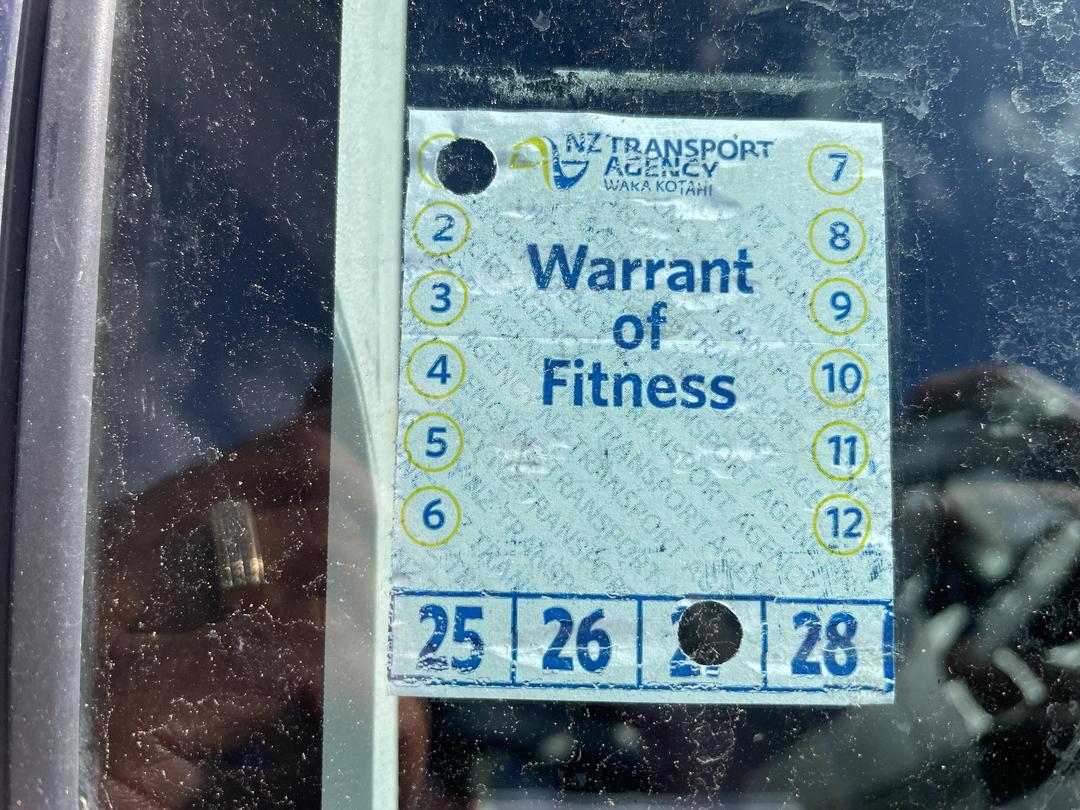 NZ TRANSPORT
AGENCY
WAKA KOTAHI
Warrant
of
Fitness
2
3
4
5
6
7
8
9
10
11
12
25 26 28